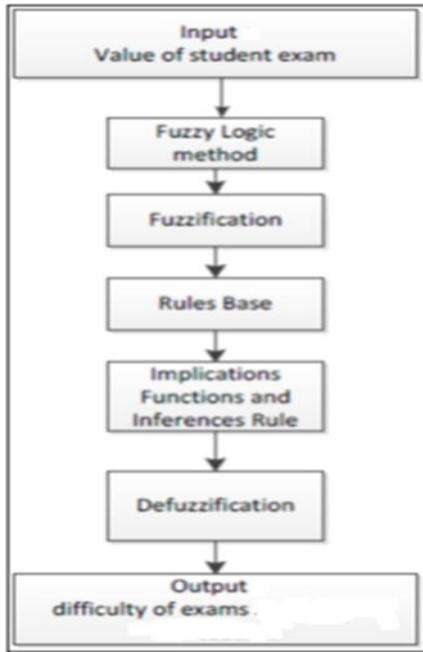 Input
Value of student exam
Fuzzy Logic
method
Fuzzification
Rules Base
Implications
Functions and
Inferences Rule
Defuzzification
Output
difficulty of exams